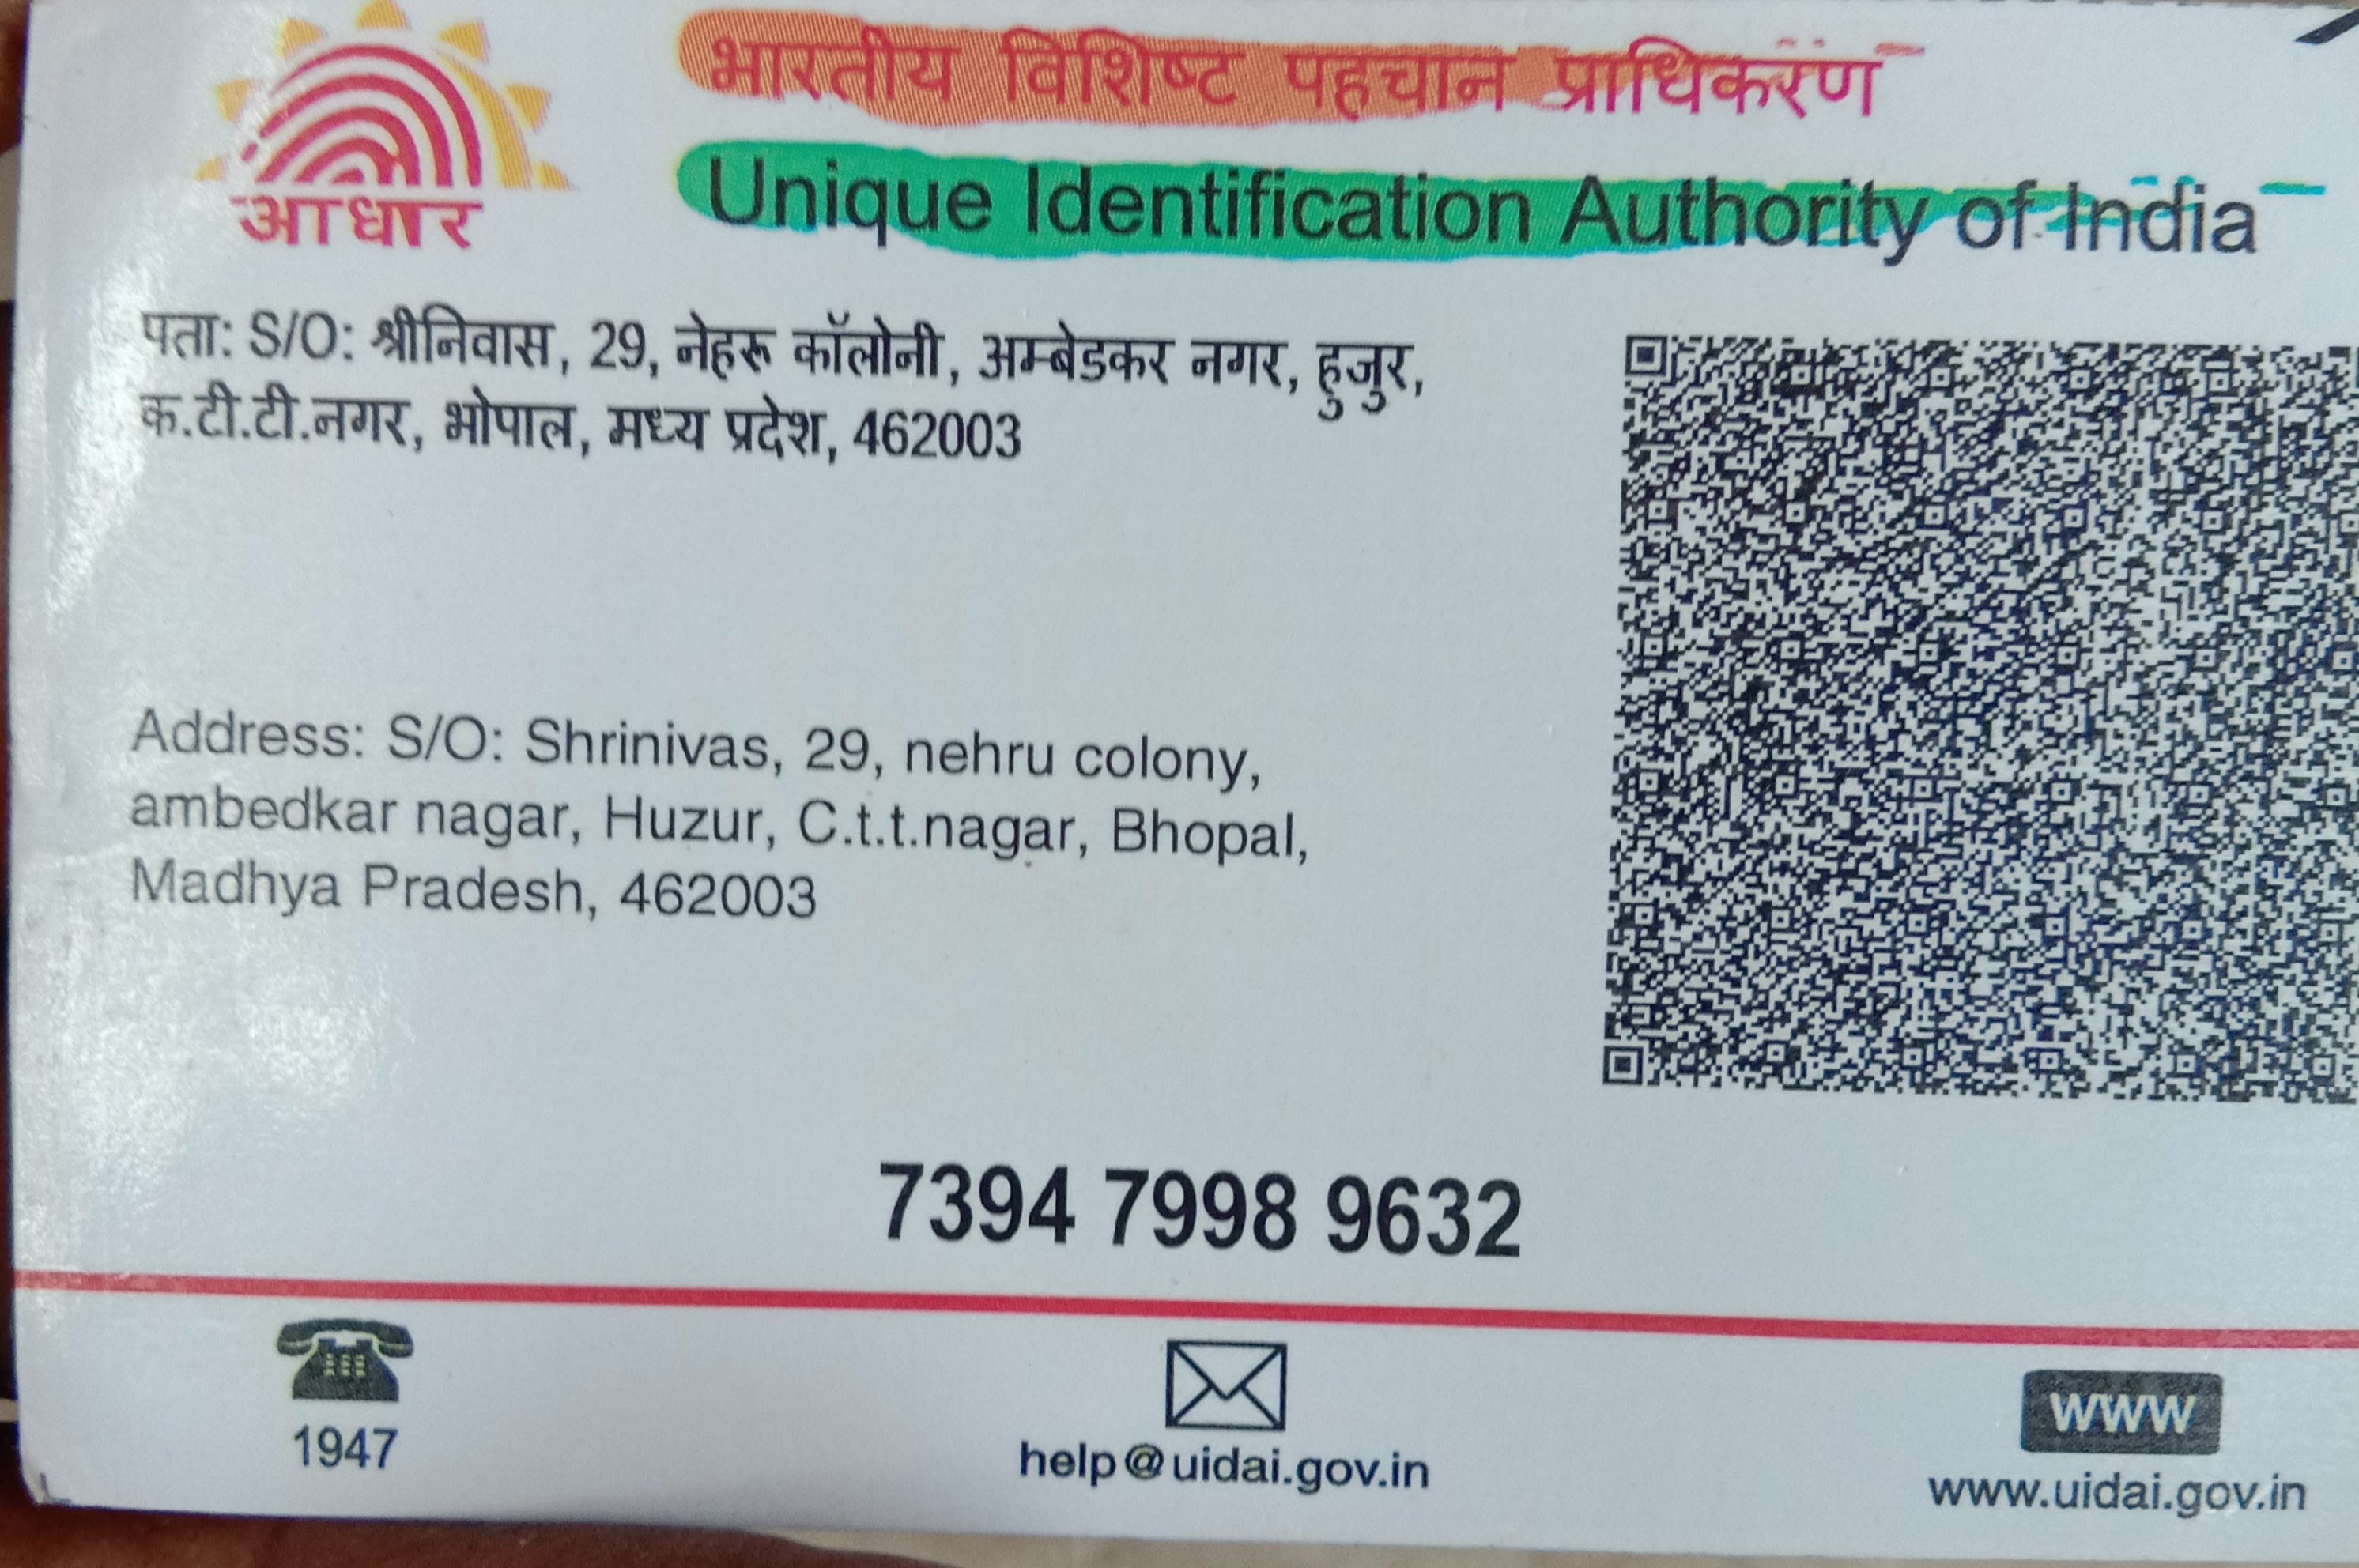 भारतीय विशिष्ट पहचान प्राधिकरण
आधार
Unique Identification Authority of India
पता: S/O: श्रीनिवास, 29, नेहरू कॉलोनी, अम्बेडकर नगर, हुजुर,
क.टी.टी.नगर, भोपाल, मध्य प्रदेश, 462003
Address: S/O: Shrinivas, 29, nehru colony,
ambedkar nagar, Huzur, C.t.t.nagar, Bhopal,
Madhya Pradesh, 462003
7394 7998 9632
1947
help@uidai.gov.in
www
www.uidai.gov.in